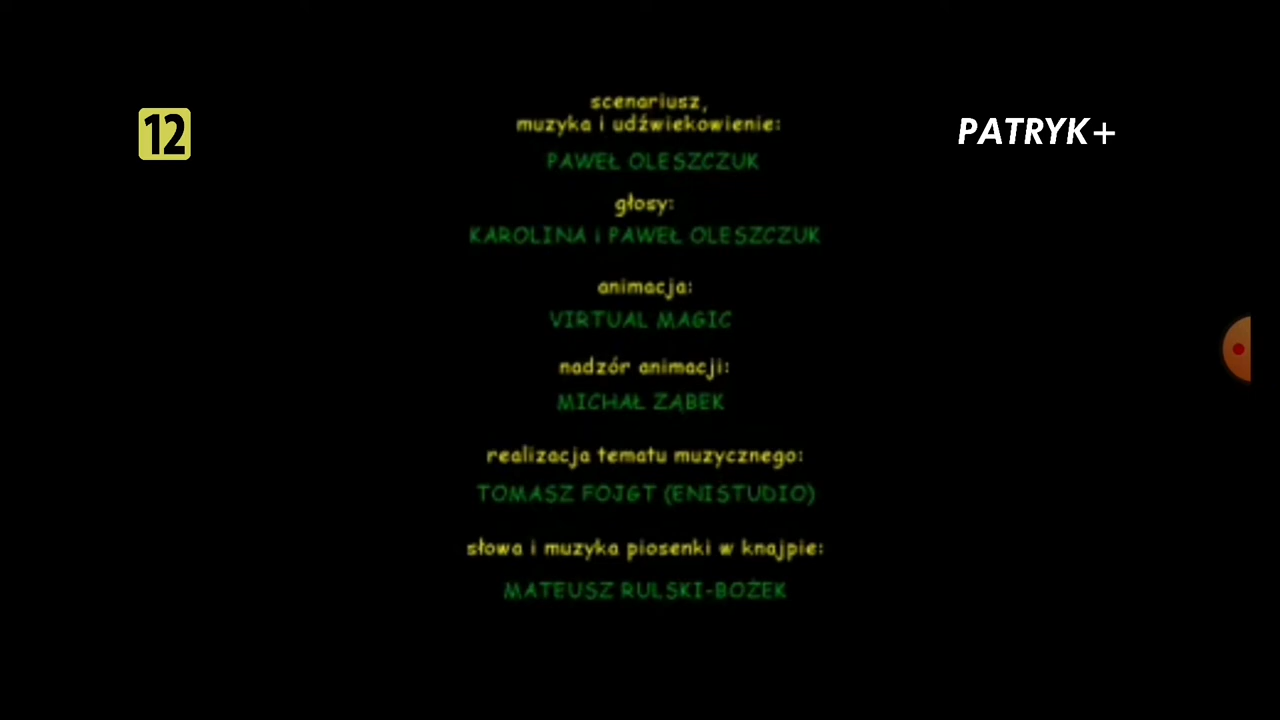 12
PATRYK+
scenariusz,
muzyka i udźwiekowienie:
PAWEŁ OLESZCZUK
głosy:
KAROLINA i PAWEŁ OLESZCZUK
animacja:
VIRTUAL MAGIC
nadzór animacji:
MICHAŁ ZĄBEK
realizacja tematu muzycznego:
TOMASZ FOJGT (ENISTUDIO)
słowa i muzyka piosenki w knajpie:
MATEUSZ RULSKI-BOŻEK